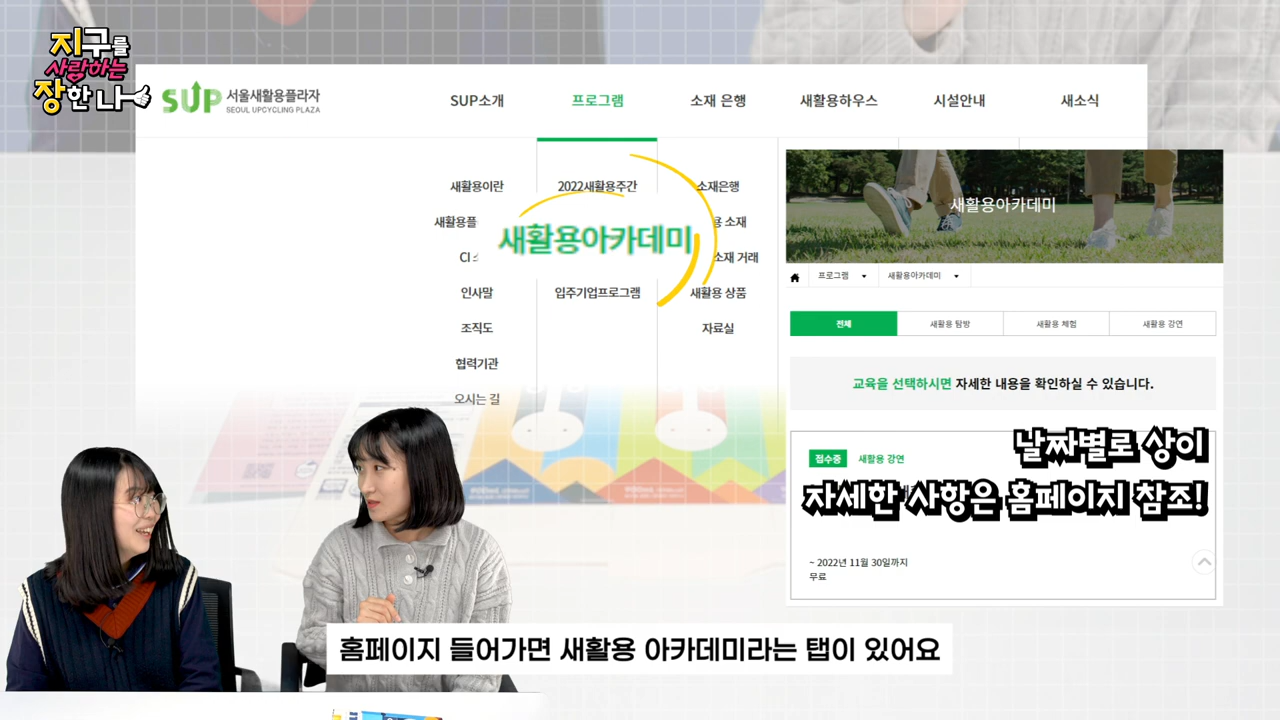 지구를
사랑하는
장한 나
SUP 서울새활용플라자
SEOUL UPCYCLING PLAZA
SUP소개
프로그램
소재 은행
새활용하우스
시설안내
새소식
새활용이란
새활용플
CI
인사말
조직도
협력기관
오시는 길
2022새활용주간
새활용아카데미
입주기업프로그램
소재은행
용 소재
소재 거래
새활용 상품
자료실
새활용아카데미
프로그램
새활용아카데미
전체
새활용 탐방
새활용 체험
새활용 강연
교육을 선택하시면 자세한 내용을 확인하실 수 있습니다.
접수중 새활용 강연
날짜별로 상이
자세한 사항은 홈페이지 참조!
~ 2022년 11월 30일까지
무료
홈페이지 들어가면 새활용 아카데미라는 탭이 있어요